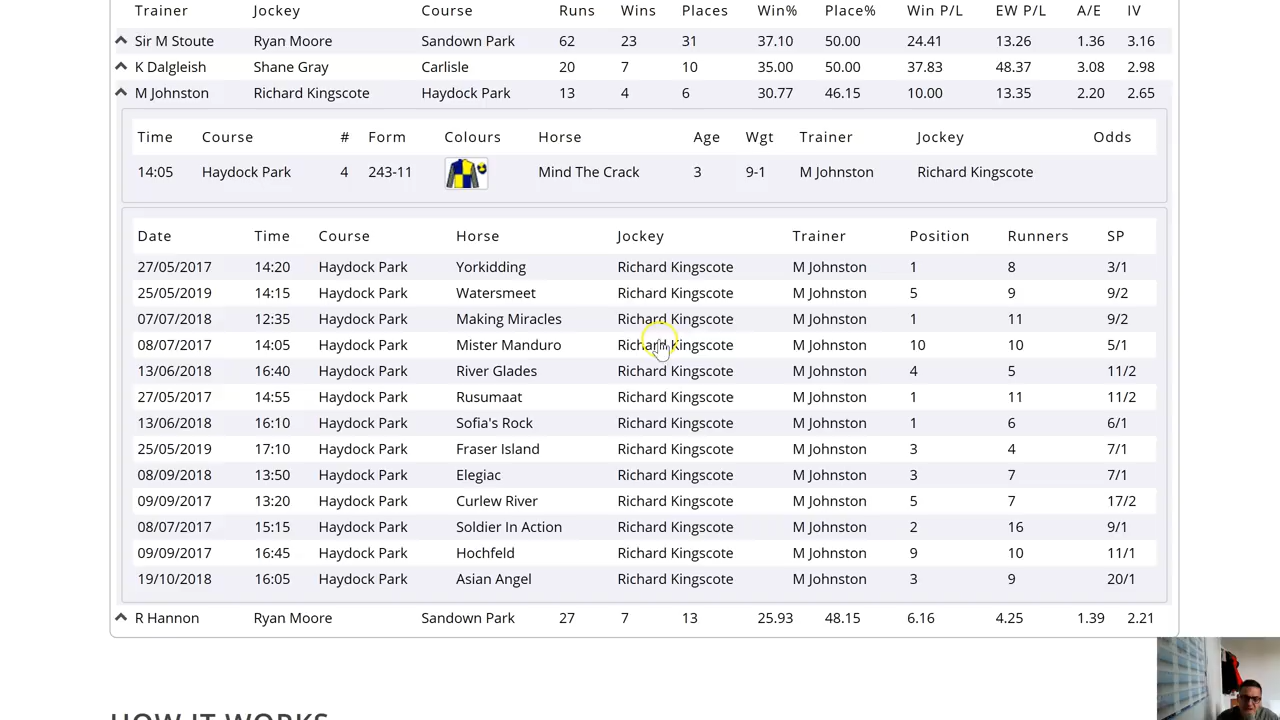 Trainer Jockey Course Runs Wins Places Win% Place% Win P/L EW P/L A/E IV
Sir M Stoute Ryan Moore Sandown Park 62 23 31 37.10 50.00 24.41 13.26 1.36 3.16
K Dalgleish Shane Gray Carlisle 20 7 10 35.00 50.00 37.83 48.37 3.08 2.98
M Johnston Richard Kingscote Haydock Park 13 4 6 30.77 46.15 10.00 13.35 2.20 2.65
Time Course # Form Colours Horse Age Wgt Trainer Jockey Odds
14:05 Haydock Park 4 243-11 Mind The Crack 3 9-1 M Johnston Richard Kingscote
Date Time Course Horse Jockey Trainer Position Runners SP
27/05/2017 14:20 Haydock Park Yorkidding Richard Kingscote M Johnston 1 8 3/1
25/05/2019 14:15 Haydock Park Watersmeet Richard Kingscote M Johnston 5 9 9/2
07/07/2018 12:35 Haydock Park Making Miracles Richard Kingscote M Johnston 1 11 9/2
08/07/2017 14:05 Haydock Park Mister Manduro Richard Kingscote M Johnston 10 10 5/1
13/06/2018 16:40 Haydock Park River Glades Richard Kingscote M Johnston 4 5 11/2
27/05/2017 14:55 Haydock Park Rusumaat Richard Kingscote M Johnston 1 11 11/2
13/06/2018 16:10 Haydock Park Sofia's Rock Richard Kingscote M Johnston 1 6 6/1
25/05/2019 17:10 Haydock Park Fraser Island Richard Kingscote M Johnston 3 4 7/1
08/09/2018 13:50 Haydock Park Elegiac Richard Kingscote M Johnston 3 7 7/1
09/09/2017 13:20 Haydock Park Curlew River Richard Kingscote M Johnston 5 7 17/2
08/07/2017 15:15 Haydock Park Soldier In Action Richard Kingscote M Johnston 2 16 9/1
09/09/2017 16:45 Haydock Park Hochfeld Richard Kingscote M Johnston 9 10 11/1
19/10/2018 16:05 Haydock Park Asian Angel Richard Kingscote M Johnston 3 9 20/1
R Hannon Ryan Moore Sandown Park 27 7 13 25.93 48.15 6.16 4.25 1.39 2.21
HOW IT WORKS